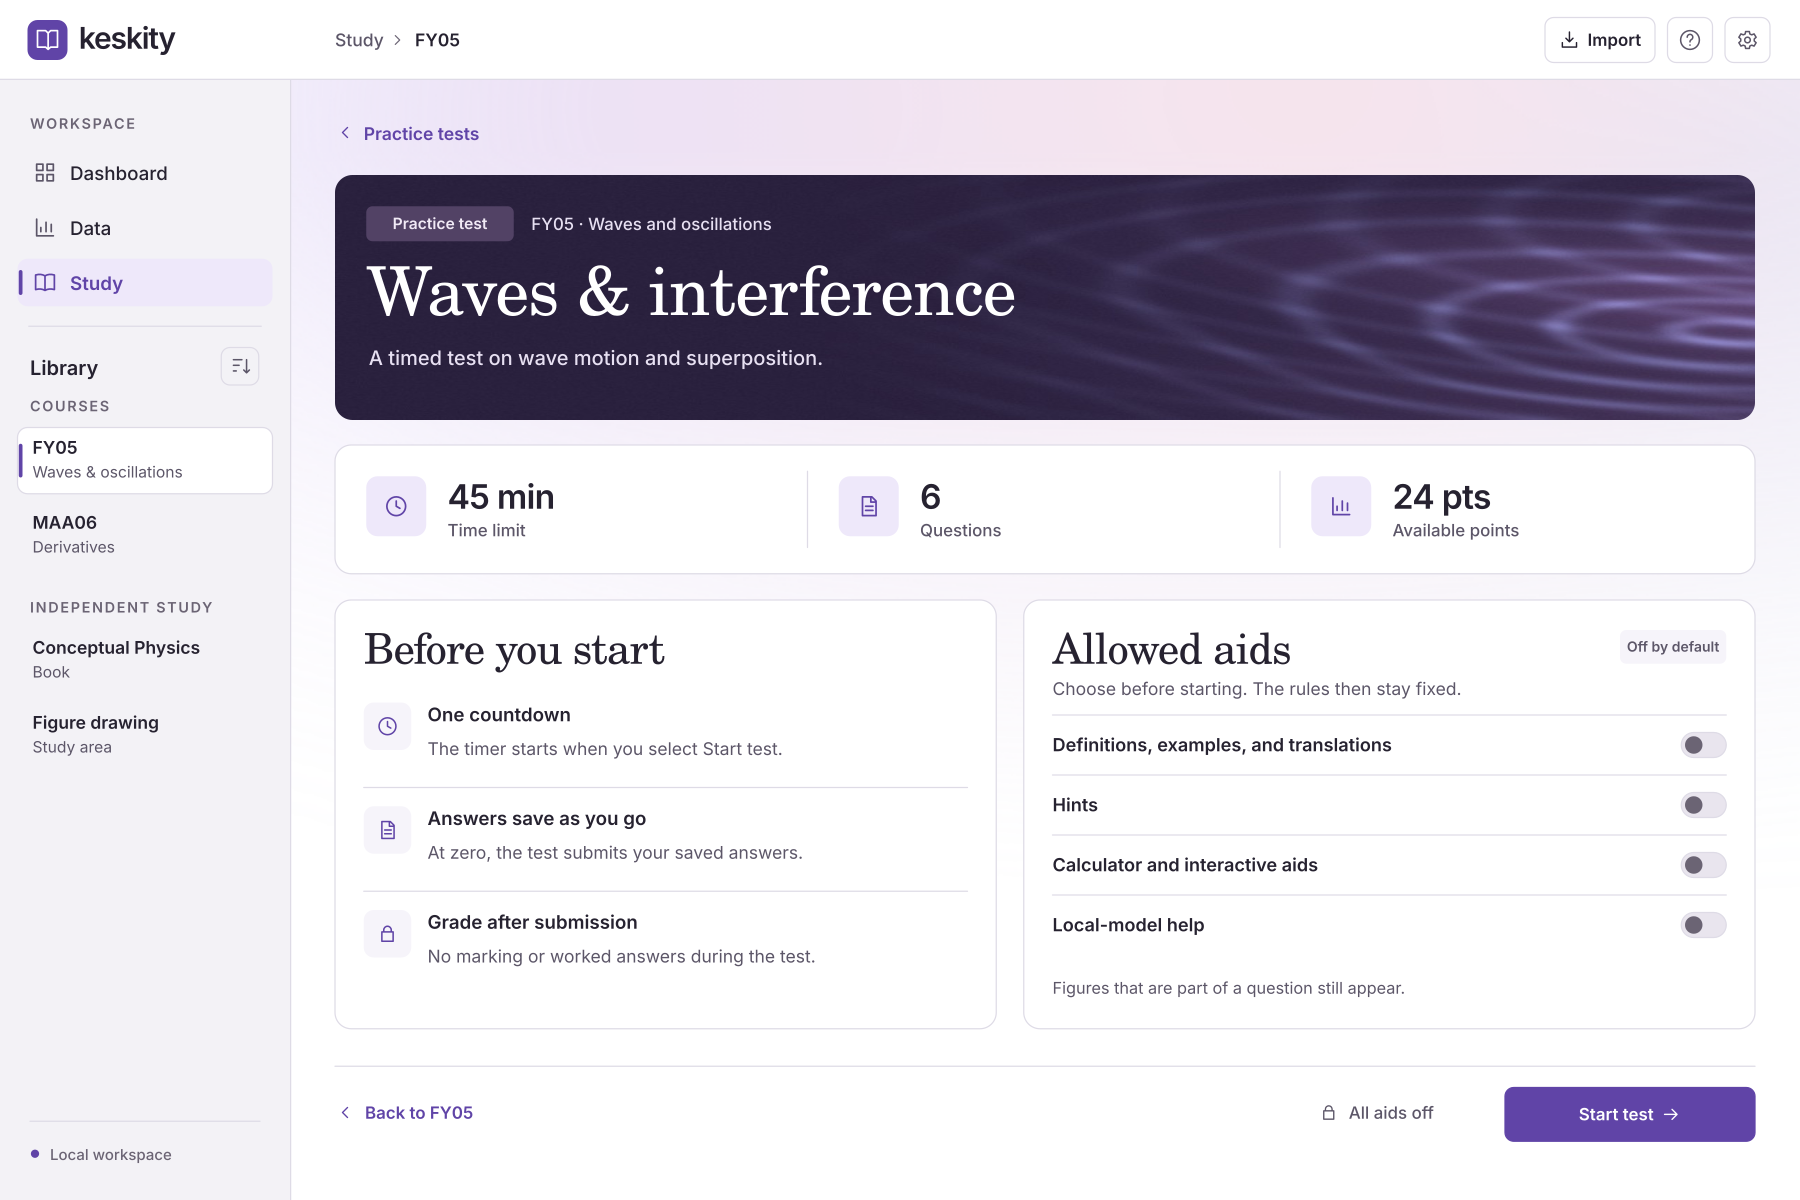 keskity
Study > FY05
Import
WORKSPACE
Dashboard
Data
Study
Library
COURSES
FY05
Waves & oscillations
MAA06
Derivatives
INDEPENDENT STUDY
Conceptual Physics
Book
Figure drawing
Study area
Local workspace
Practice tests
Practice test
FY05 · Waves and oscillations
Waves & interference
A timed test on wave motion and superposition.
45 min
Time limit
6
Questions
24 pts
Available points
Before you start
One countdown
The timer starts when you select Start test.
Answers save as you go
At zero, the test submits your saved answers.
Grade after submission
No marking or worked answers during the test.
Allowed aids
Off by default
Choose before starting. The rules then stay fixed.
Definitions, examples, and translations
Hints
Calculator and interactive aids
Local-model help
Figures that are part of a question still appear.
Back to FY05
All aids off
Start test →